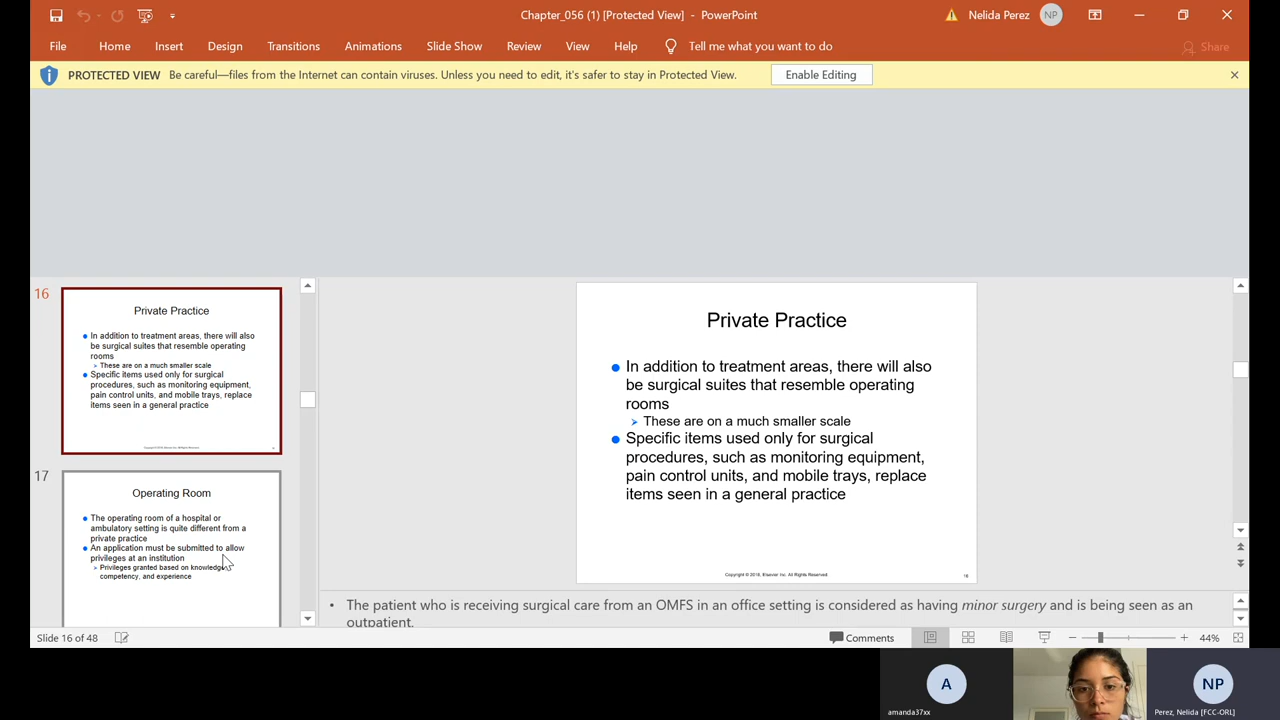 Chapter_056 (1) [Protected View] - PowerPoint
Nelida Perez
NP
File Home Insert Design Transitions Animations Slide Show Review View Help Tell me what you want to do Share
PROTECTED VIEW Be careful—files from the Internet can contain viruses. Unless you need to edit, it's safer to stay in Protected View. Enable Editing
16
Private Practice
In addition to treatment areas, there will also
be surgical suites that resemble operating
rooms
These are on a much smaller scale
Specific items used only for surgical
procedures, such as monitoring equipment,
pain control units, and mobile trays, replace
items seen in a general practice
17
Operating Room
The operating room of a hospital or
ambulatory setting is quite different from a
private practice
An application must be submitted to allow
privileges at an institution
Privileges granted based on knowledge
competency, and experience
Private Practice
In addition to treatment areas, there will also
be surgical suites that resemble operating
rooms
These are on a much smaller scale
Specific items used only for surgical
procedures, such as monitoring equipment,
pain control units, and mobile trays, replace
items seen in a general practice
Copyright © 2018, Elsevier Inc. All Rights Reserved.
16
• The patient who is receiving surgical care from an OMFS in an office setting is considered as having minor surgery and is being seen as an
outpatient.
Slide 16 of 48
Comments
44%
A
amanda37xx
NP
Perez, Nelida [FCC-ORL]